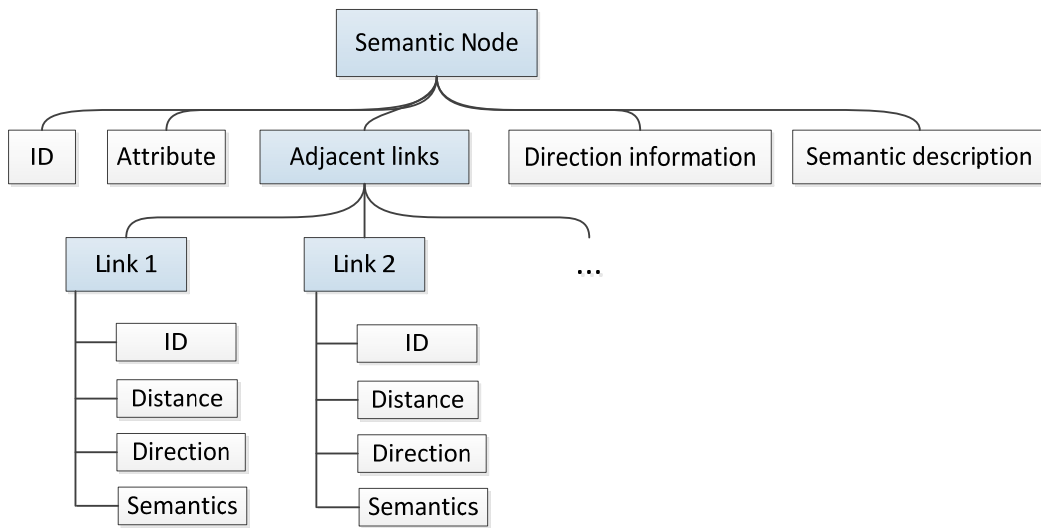 Semantic Node
ID
Attribute
Adjacent links
Direction information
Semantic description
Link 1
Link 2
...
ID
ID
Distance
Distance
Direction
Direction
Semantics
Semantics